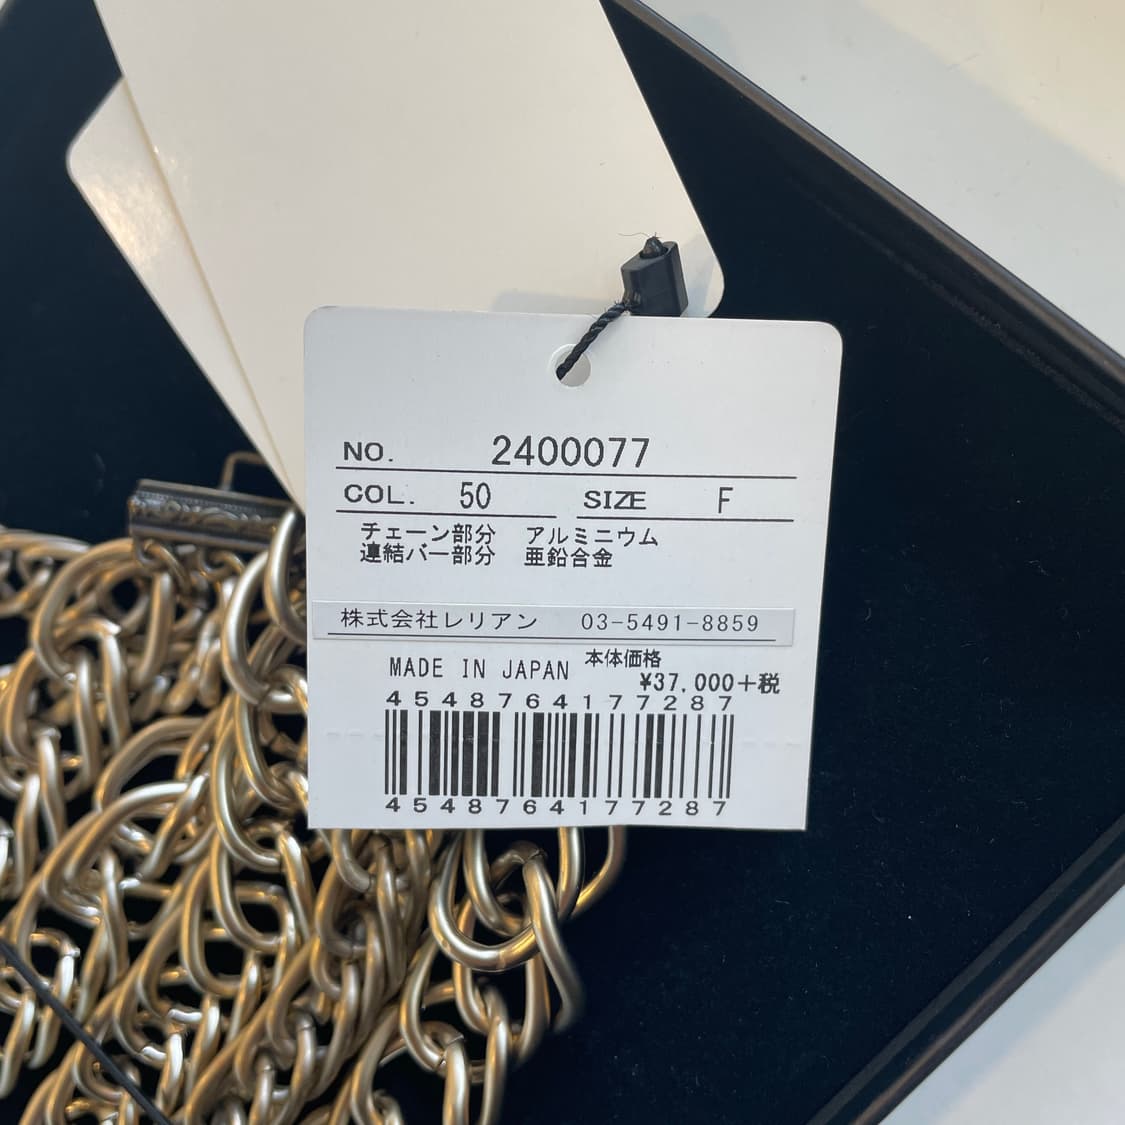 NO. 2400077
COL. 50 SIZE F
チェーン部分 アルミニウム
連結バー部分 亜鉛合金
株式会社レリアン 03-5491-8859
MADE IN JAPAN 本体価格
¥37,000+税
4548764177287
4548764177287